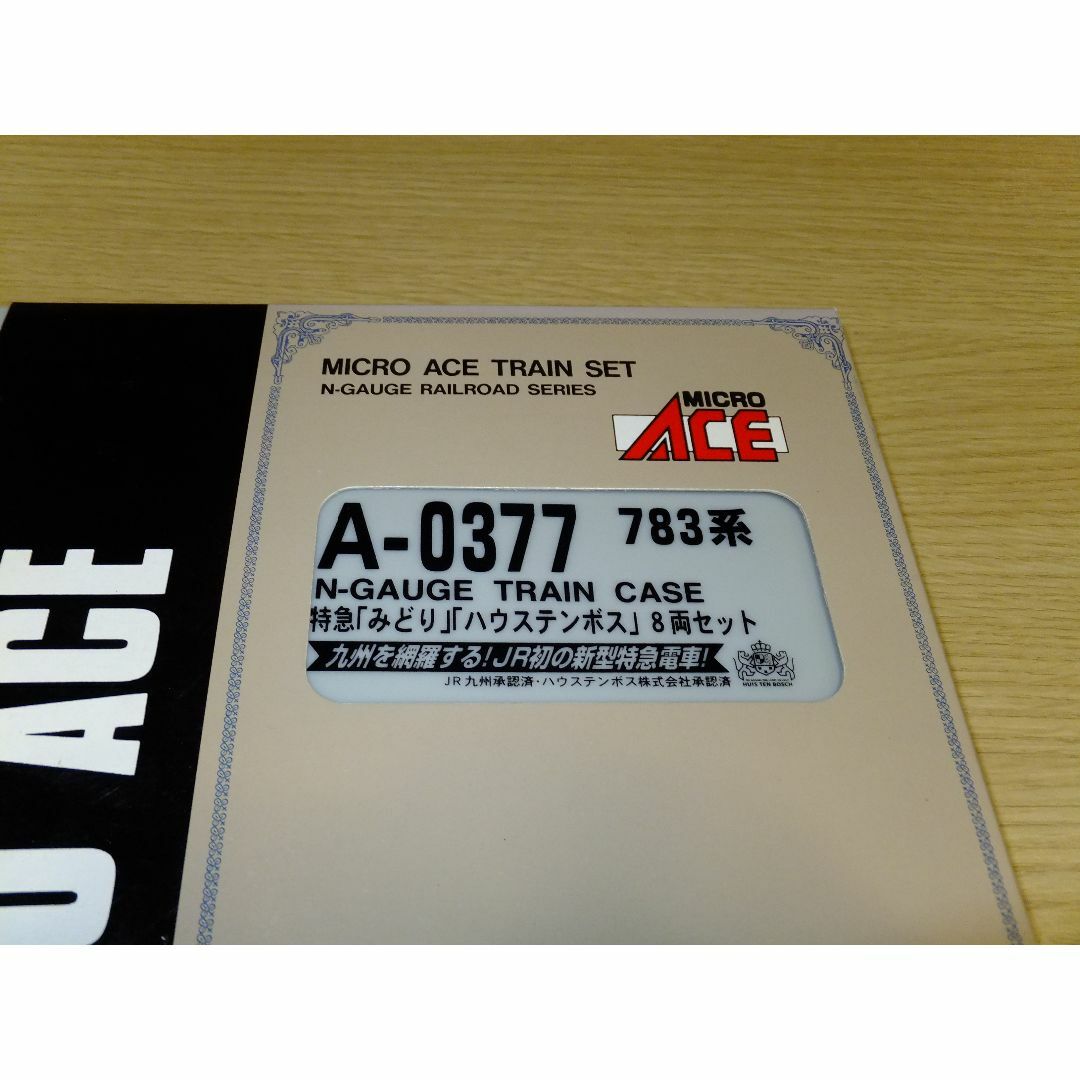 MICRO ACE TRAIN SET
N-GAUGE RAILROAD SERIES
MICRO
ACE
A-0377 783系
N-GAUGE TRAIN CASE
特急「みどり」「ハウステンボス」8両セット
九州を網羅する!JR初の新型特急電車!
JR九州承認済・ハウステンボス株式会社承認済
HUIS TEN BOSCH
O ACE